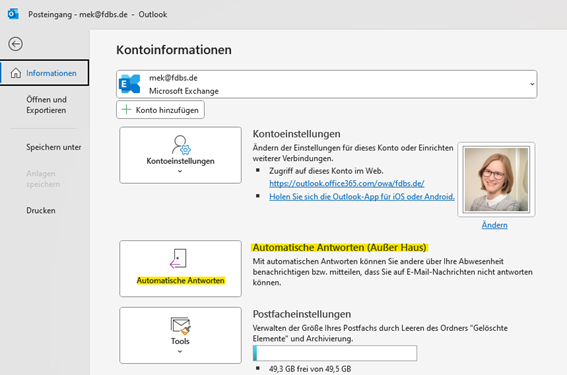 Posteingang - mek@fdbs.de - Outlook
Informationen
Öffnen und
Exportieren
Speichern unter
Anlagen
speichern
Drucken
Kontoinformationen
mek@fdbs.de
Microsoft Exchange
Konto hinzufügen
Kontoeinstellungen
Kontoeinstellungen
Ändern der Einstellungen für dieses Konto oder Einrichten
weiterer Verbindungen.
Zugriff auf dieses Konto im Web.
https://outlook.office365.com/owa/fdbs.de/
Holen Sie sich die Outlook-App für iOS oder Android.
Ändern
Automatische Antworten
Automatische Antworten (Außer Haus)
Mit automatischen Antworten können Sie andere über Ihre Abwesenheit
benachrichtigen bzw. mitteilen, dass Sie auf E-Mail-Nachrichten nicht antworten
können.
Tools
Postfacheinstellungen
Verwalten der Größe Ihres Postfachs durch Leeren des Ordners "Gelöschte
Elemente" und Archivierung.
49,3 GB frei von 49,5 GB